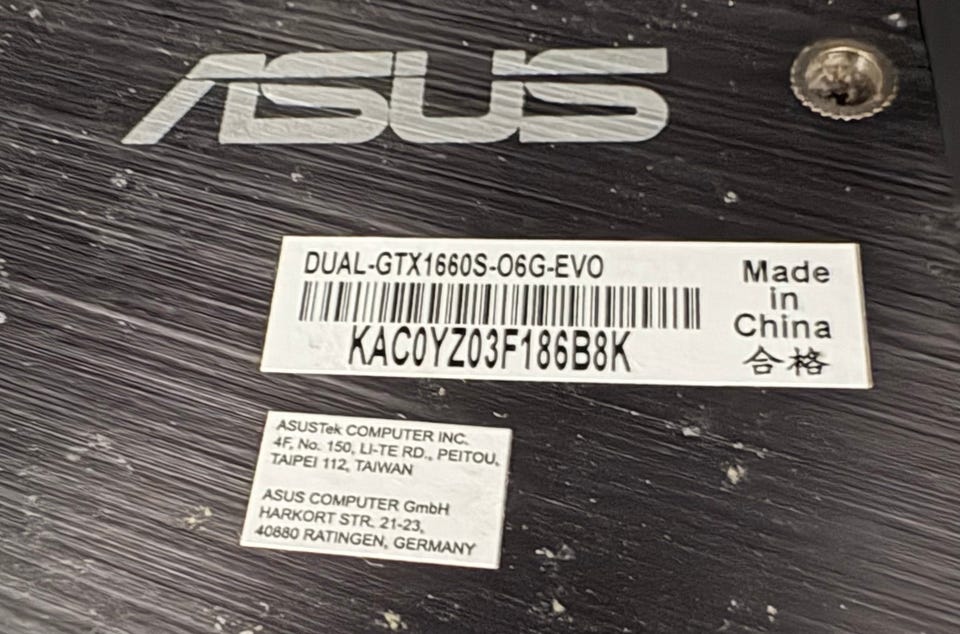 ASUS
DUAL-GTX1660S-O6G-EVO
KAC0YZ03F186B8K
Made
in
China
合格
ASUSTek COMPUTER INC.
4F, No. 150, LI-TE RD., PEITOU,
TAIPEI 112, TAIWAN
ASUS COMPUTER GmbH
HARKORT STR. 21-23,
40880 RATINGEN, GERMANY